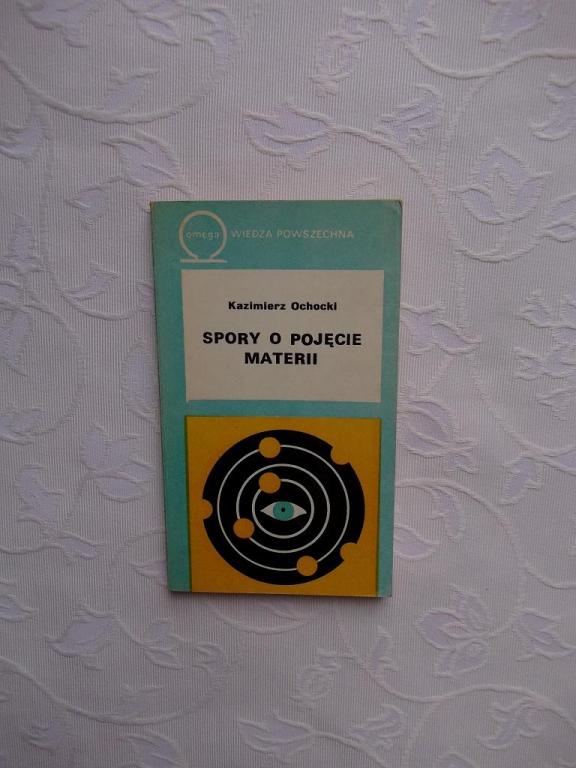 omega
WIEDZA POWSZECHNA
Kazimierz Ochocki
SPORY O POJĘCIE
MATERII